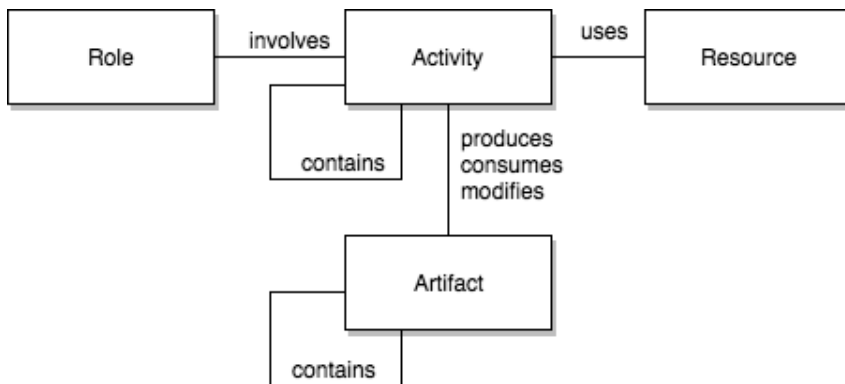 Role
involves
Activity
uses
Resource
contains
produces
consumes
modifies
Artifact
contains